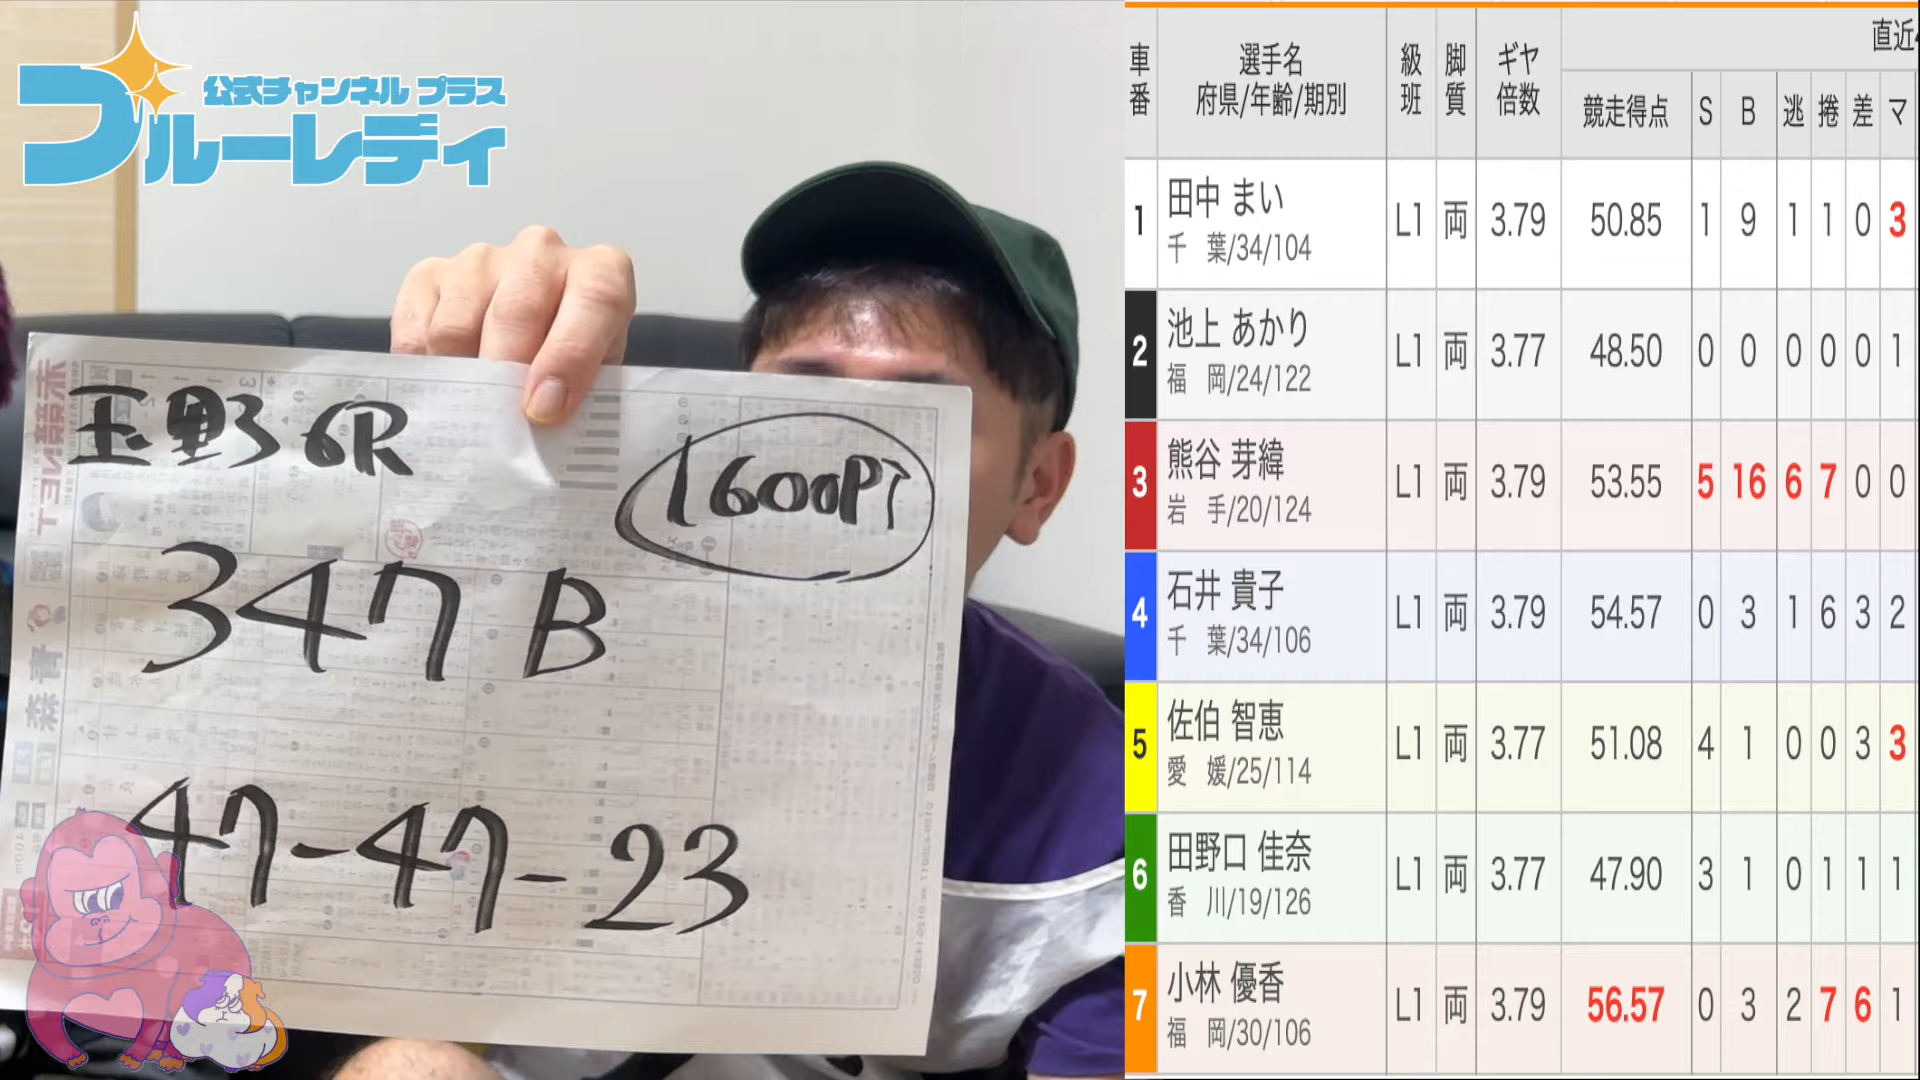 公式チャンネル プラス
ブルーレディ
玉野6R
1600円
347B
47-47-23
直近4
車番 選手名 府県/年齢/期別 級班 脚質 ギヤ倍数 競走得点 S B 逃 捲 差 マ
1 田中 まい L1 両 3.79 50.85 1 9 1 1 0 3
千 葉/34/104
2 池上 あかり L1 両 3.77 48.50 0 0 0 0 0 1
福 岡/24/122
3 熊谷 芽緯 L1 両 3.79 53.55 5 16 6 7 0 0
岩 手/20/124
4 石井 貴子 L1 両 3.79 54.57 0 3 1 6 3 2
千 葉/34/106
5 佐伯 智恵 L1 両 3.77 51.08 4 1 0 0 3 3
愛 媛/25/114
6 田野口 佳奈 L1 両 3.77 47.90 3 1 0 1 1 1
香 川/19/126
7 小林 優香 L1 両 3.79 56.57 0 3 2 7 6 1
福 岡/30/106